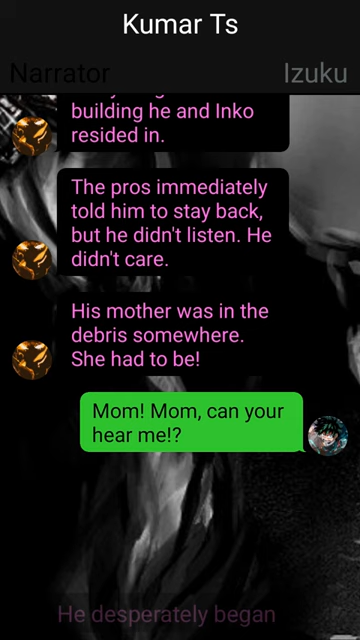 Kumar Ts
Narrator
Izuku
building he and Inko
resided in.
The pros immediately
told him to stay back,
but he didn't listen. He
didn't care.
His mother was in the
debris somewhere.
She had to be!
Mom! Mom, can your
hear me!?
He desperately began